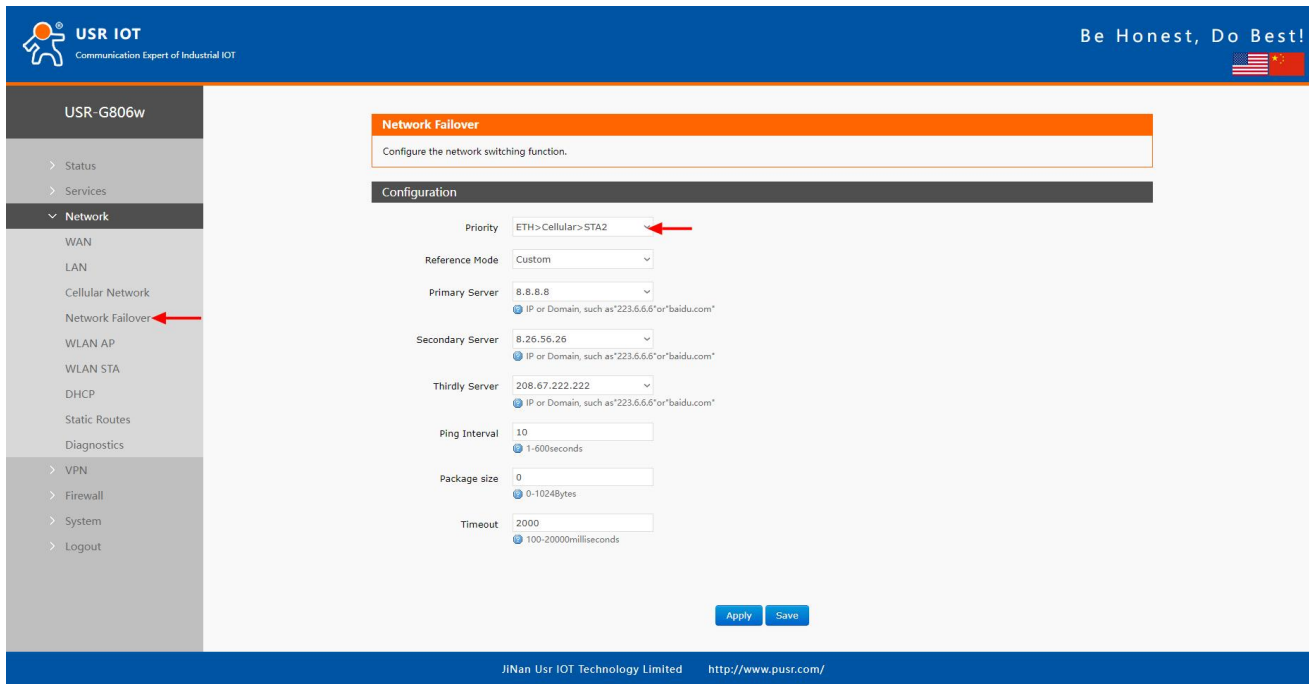 USR IOT
Communication Expert of Industrial IOT
Be Honest, Do Best!
USR-G806w
Status
Services
Network
WAN
LAN
Cellular Network
Network Failover
WLAN AP
WLAN STA
DHCP
Static Routes
Diagnostics
VPN
Firewall
System
Logout
Network Failover
Configure the network switching function.
Configuration
Priority ETH>Cellular>STA2
Reference Mode Custom
Primary Server 8.8.8.8
IP or Domain, such as"223.6.6.6"or"baidu.com"
Secondary Server 8.26.56.26
IP or Domain, such as"223.6.6.6"or"baidu.com"
Thirdly Server 208.67.222.222
IP or Domain, such as"223.6.6.6"or"baidu.com"
Ping Interval 10
1-600seconds
Package size 0
0-1024Bytes
Timeout 2000
100-20000milliseconds
Apply Save
JiNan Usr IOT Technology Limited http://www.pusr.com/